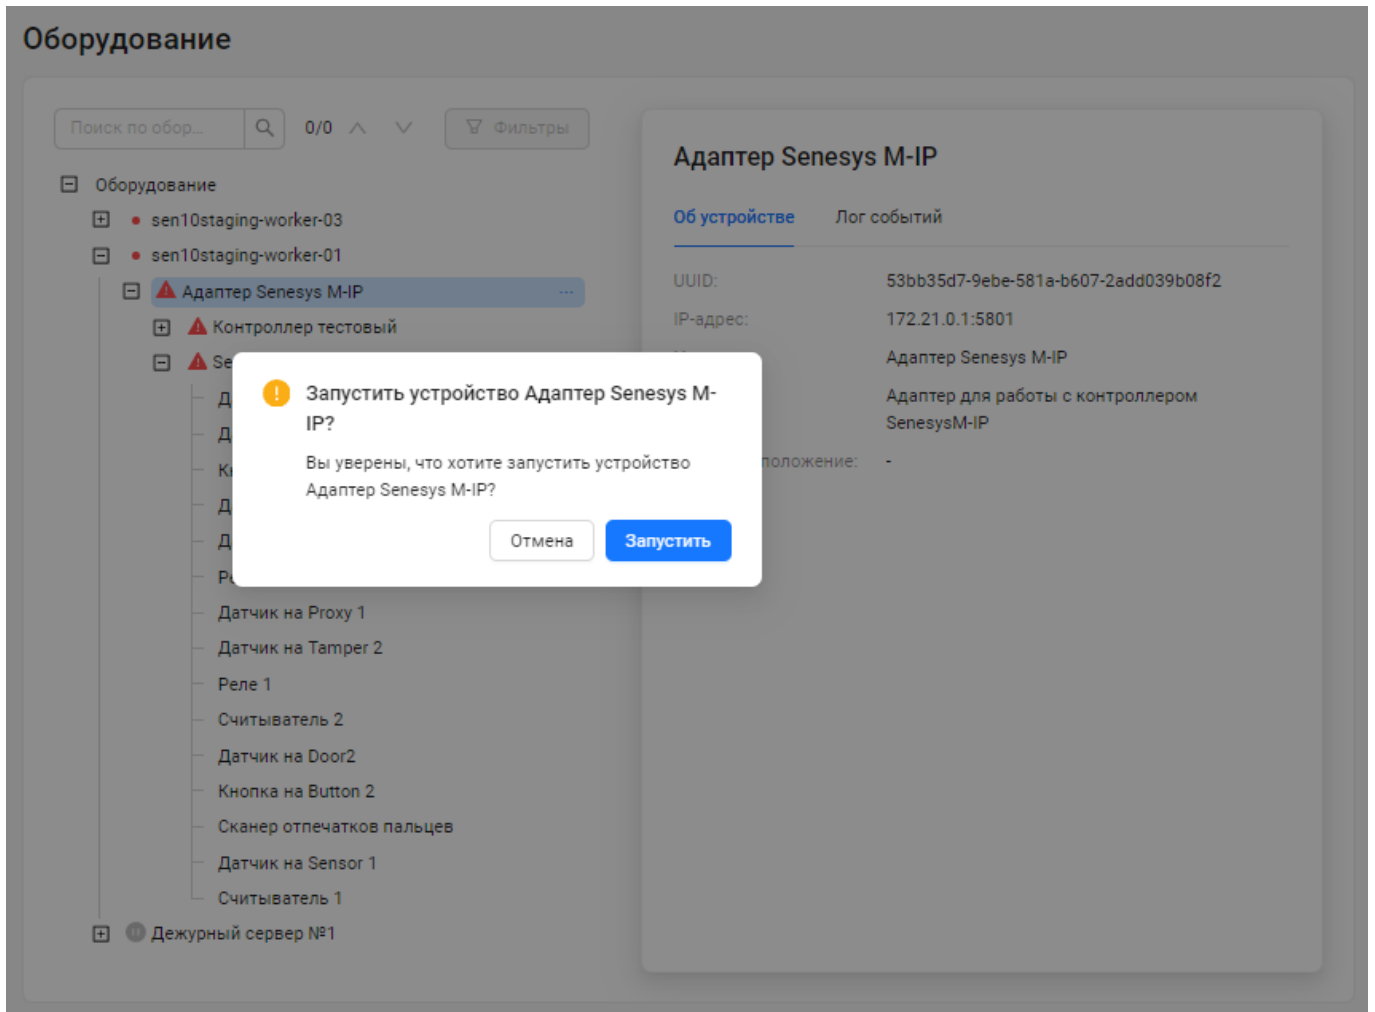 Оборудование
Поиск по обор...
0/0
Фильтры
Оборудование
sen10staging-worker-03
sen10staging-worker-01
Адаптер Senesys M-IP
...
Контроллер тестовый
Датчик на Proxy 1
Датчик на Tamper 2
Реле 1
Считыватель 2
Датчик на Door2
Кнопка на Button 2
Сканер отпечатков пальцев
Датчик на Sensor 1
Считыватель 1
Дежурный сервер №1
Адаптер Senesys M-IP
Об устройстве
Лог событий
UUID:
53bb35d7-9ebe-581a-b607-2add039b08f2
IP-адрес:
172.21.0.1:5801
Адаптер Senesys M-IP
Адаптер для работы с контроллером
SenesysM-IP
-
Запустить устройство Адаптер Senesys M-
IP?
Вы уверены, что хотите запустить устройство
Адаптер Senesys M-IP?
Отмена
Запустить